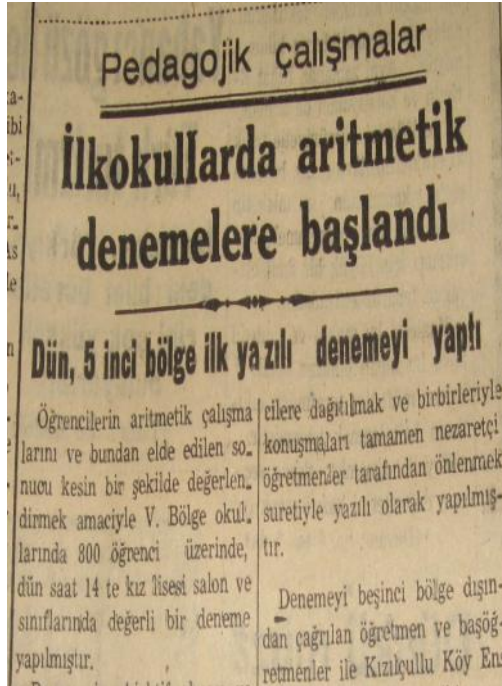 Pedagojik çalışmalar
İlkokullarda aritmetik
denemelere başlandı
Dün, 5 inci bölge ilk yazılı denemeyi yaptı
Öğrencilerin aritmetik çalışma
larını ve bundan elde edilen so-
nucu kesin bir şekilde değerlen-
dirmek amaciyle V. Bölge okul-
larında 800 öğrenci üzerinde,
dün saat 14 te kız lisesi salon ve
sınıflarında değerli bir deneme
yapılmıştır.
cilere dağıtılmak ve birbirleriyle
konuşmaları tamamen nezaretçi
öğretmenler tarafından önlenmek
suretiyle yazılı olarak yapılmış-
tır.
Denemeyi beşinci bölge dışın-
dan çağrılan öğretmen ve başöğ-
retmenler ile Kızılçullu Köy Ens